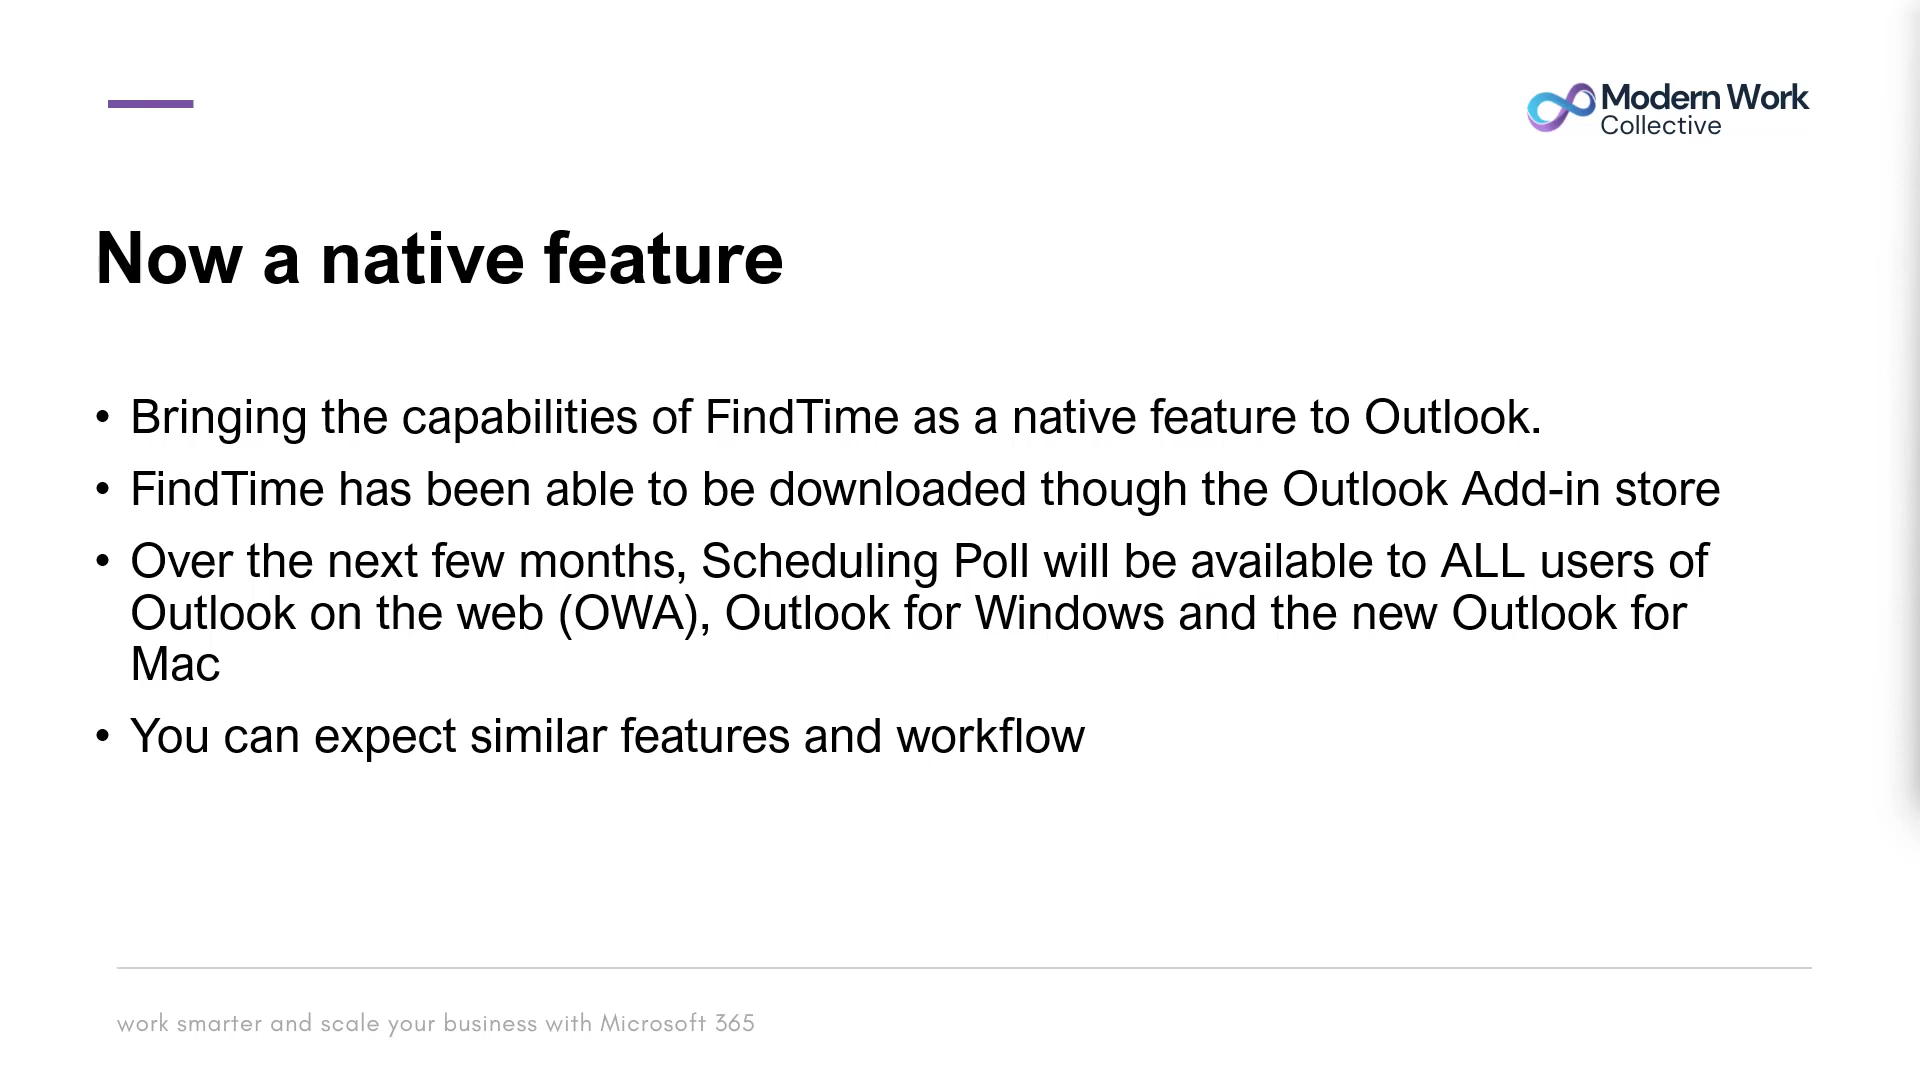 Modern Work
Collective
Now a native feature
• Bringing the capabilities of FindTime as a native feature to Outlook.
• FindTime has been able to be downloaded though the Outlook Add-in store
• Over the next few months, Scheduling Poll will be available to ALL users of
Outlook on the web (OWA), Outlook for Windows and the new Outlook for
Mac
• You can expect similar features and workflow
work smarter and scale your business with Microsoft 365